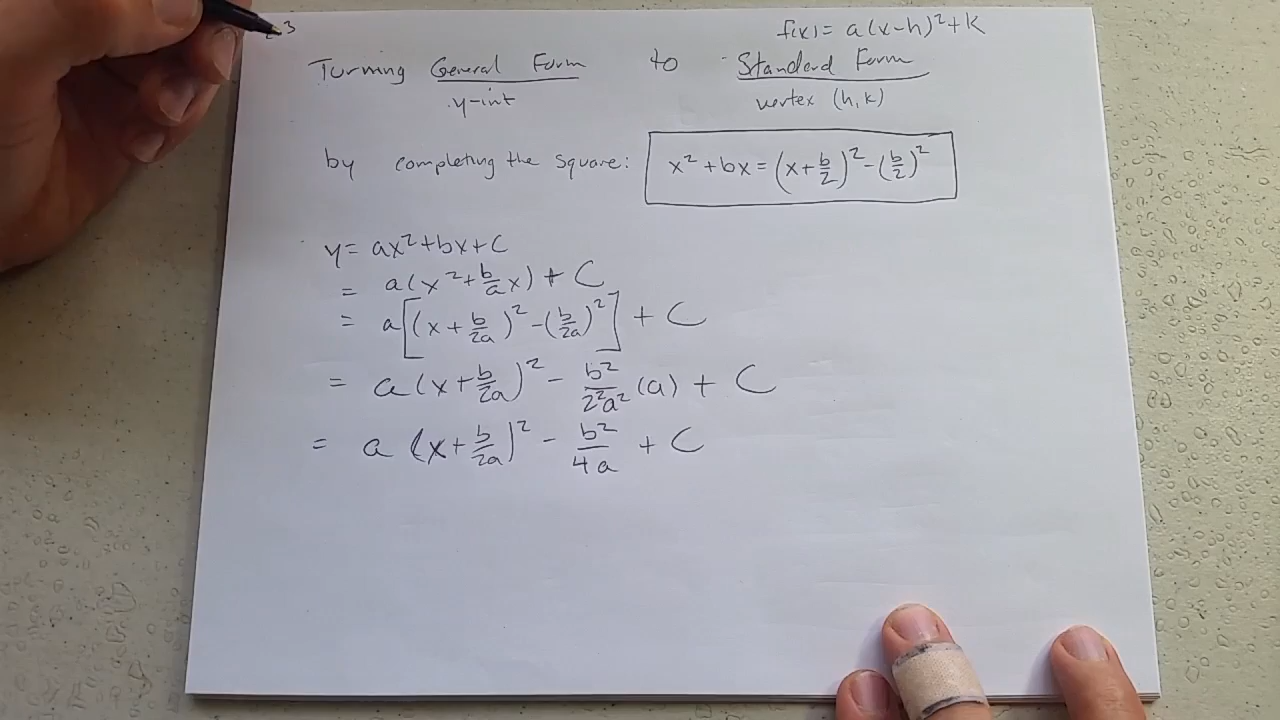 f(x) = a(x-h)² + k
Turning General Form to Standard Form
y-int vertex (h,k)
by completing the square: x² + bx = (x + b/2)² - (b/2)²
y = ax² + bx + C
= a(x² + b/a x) + C
= a[(x + b/2a)² - (b/2a)²] + C
= a(x + b/2a)² - b²/2²a² (a) + C
= a (x + b/2a)² - b²/4a + C